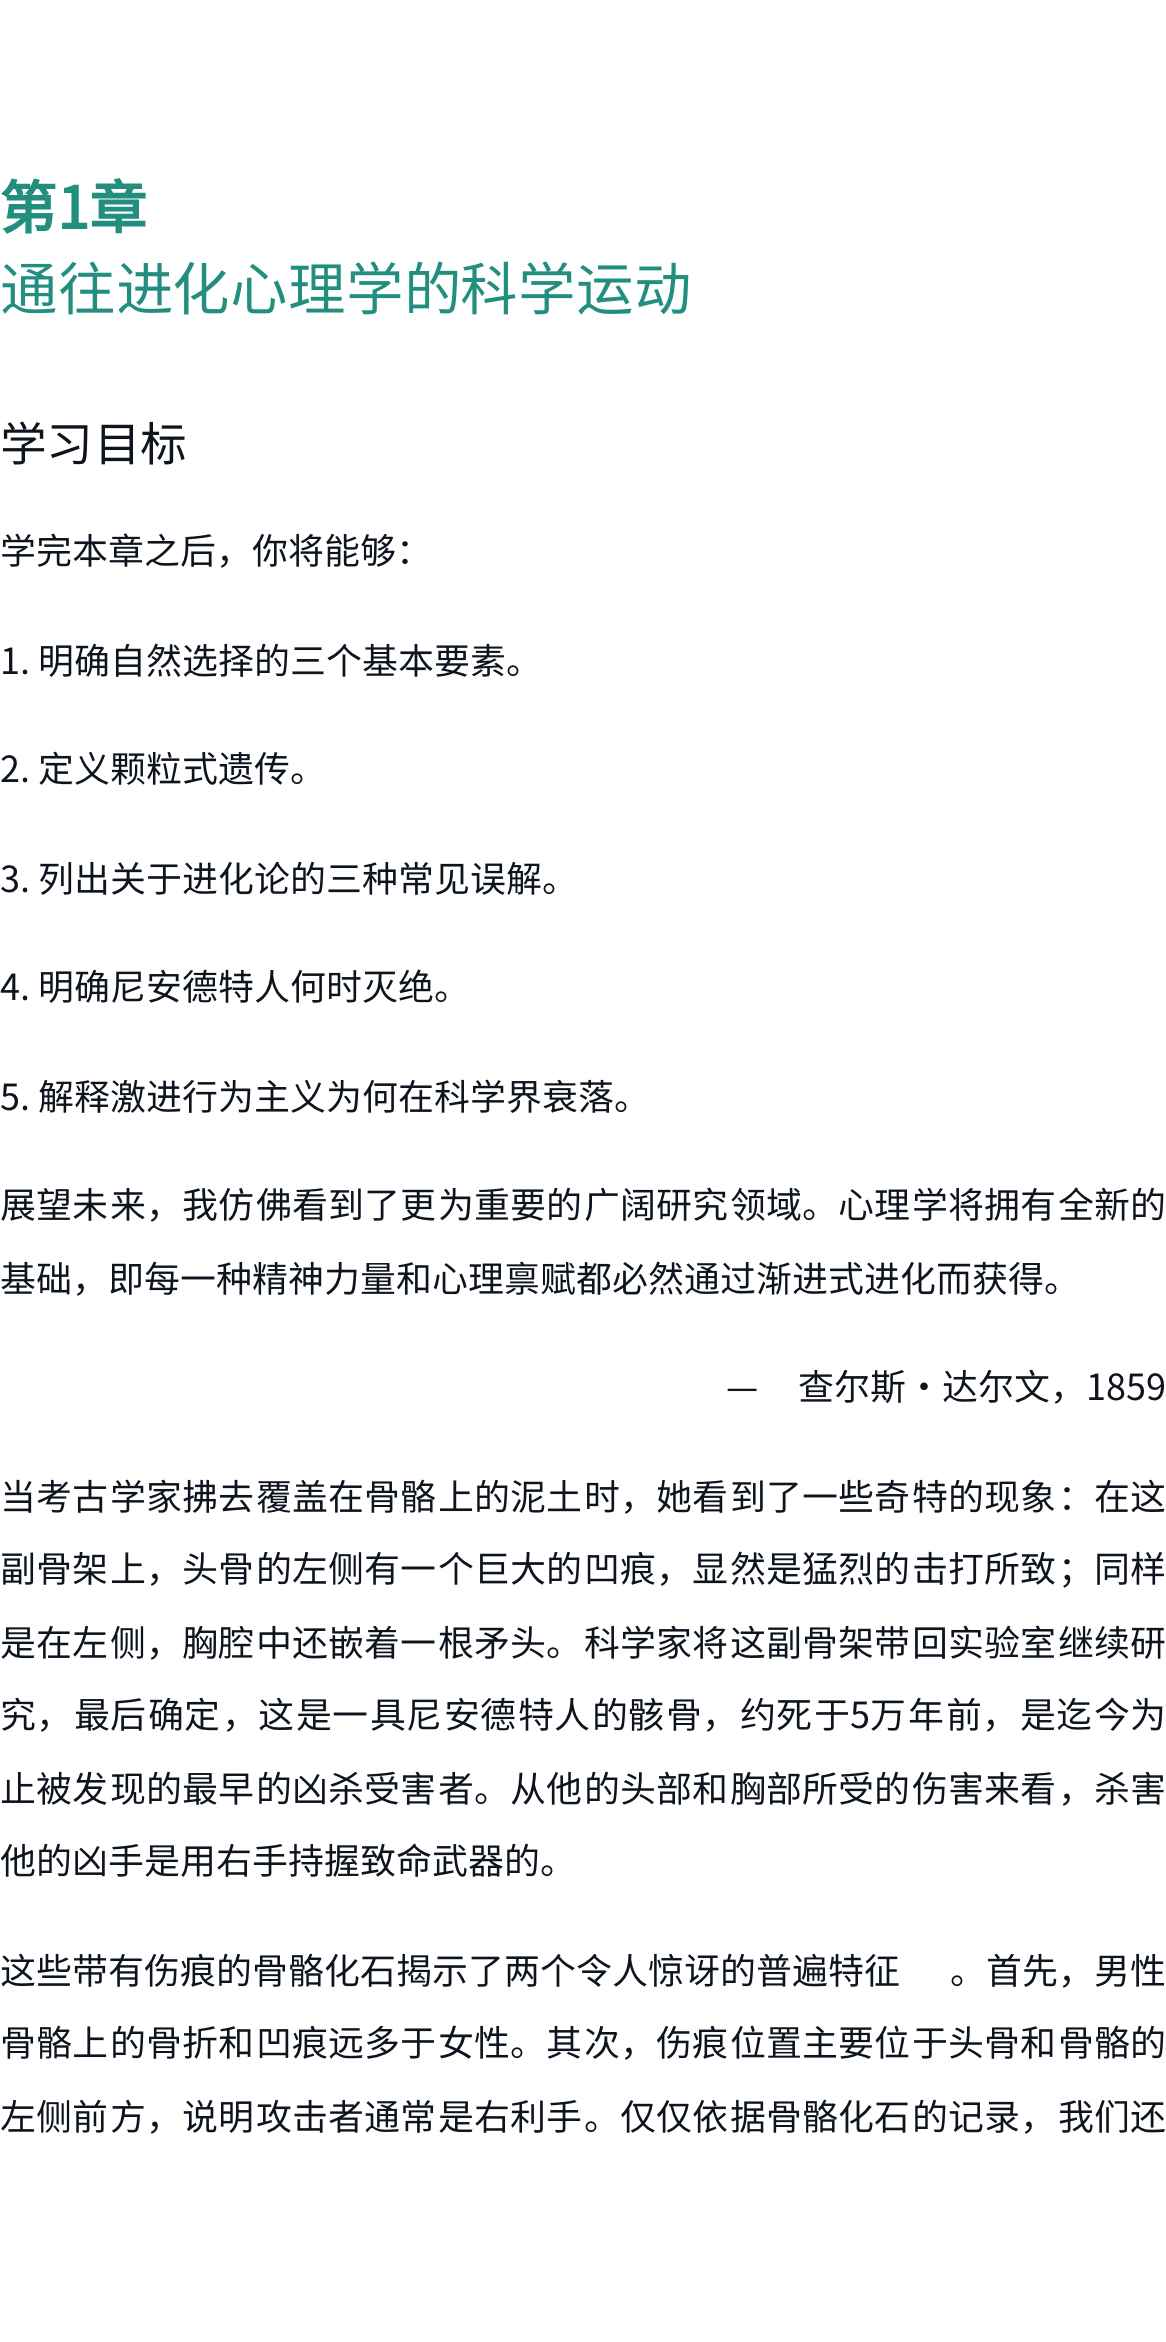 第1章
通往进化心理学的科学运动
学习目标
学完本章之后，你将能够：
1. 明确自然选择的三个基本要素。
2. 定义颗粒式遗传。
3. 列出关于进化论的三种常见误解。
4. 明确尼安德特人何时灭绝。
5. 解释激进行为主义为何在科学界衰落。
展望未来，我仿佛看到了更为重要的广阔研究领域。心理学将拥有全新的
基础，即每一种精神力量和心理禀赋都必然通过渐进式进化而获得。
— 查尔斯·达尔文，1859
当考古学家拂去覆盖在骨骼上的泥土时，她看到了一些奇特的现象：在这
副骨架上，头骨的左侧有一个巨大的凹痕，显然是猛烈的击打所致；同样
是在左侧，胸腔中还嵌着一根矛头。科学家将这副骨架带回实验室继续研
究，最后确定，这是一具尼安德特人的骸骨，约死于5万年前，是迄今为
止被发现的最早的凶杀受害者。从他的头部和胸部所受的伤害来看，杀害
他的凶手是用右手持握致命武器的。
这些带有伤痕的骨骼化石揭示了两个令人惊讶的普遍特征 。首先，男性
骨骼上的骨折和凹痕远多于女性。其次，伤痕位置主要位于头骨和骨骼的
左侧前方，说明攻击者通常是右利手。仅仅依据骨骼化石的记录，我们还